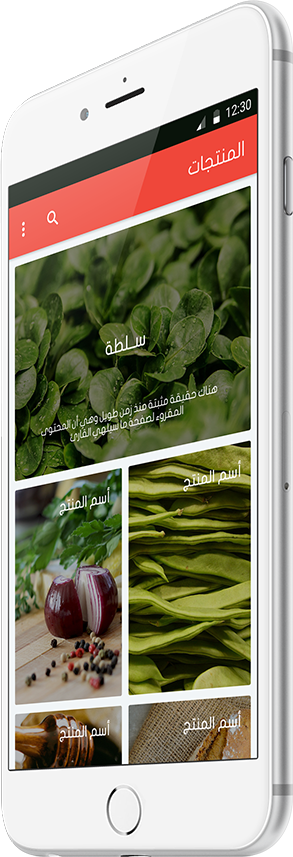 12:30
المنتجات
سلطة
هناك حقيقة مثبتة منذ زمن طويل وهي أن المحتوى
المقروء لصفحة ما سيلهي القارئ
أسم المنتج
أسم المنتج
أسم المنتج
أسم المنتج